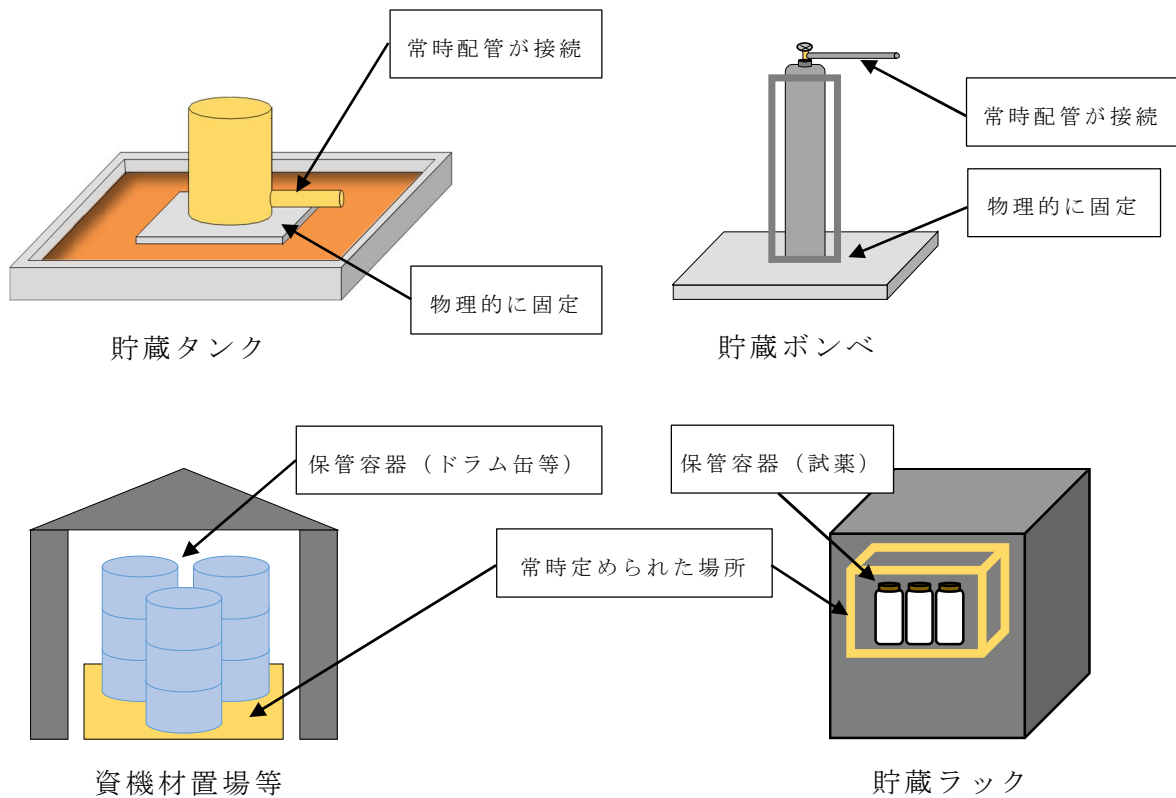 常時配管が接続
物理的に固定
貯蔵タンク
常時配管が接続
物理的に固定
貯蔵ボンベ
保管容器（ドラム缶等）
常時定められた場所
資機材置場等
保管容器（試薬）
貯蔵ラック